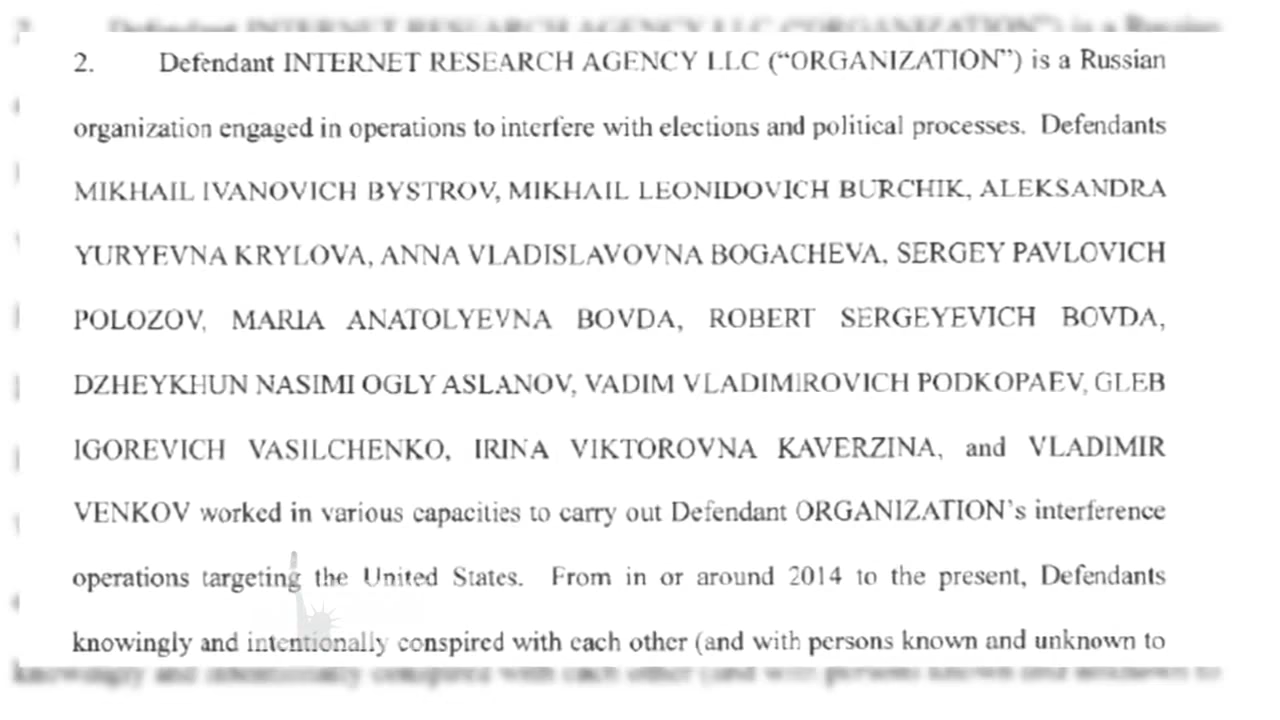 2. Defendant INTERNET RESEARCH AGENCY LLC (“ORGANIZATION”) is a Russian
organization engaged in operations to interfere with elections and political processes. Defendants
MIKHAIL IVANOVICH BYSTROV, MIKHAIL LEONIDOVICH BURCHIK, ALEKSANDRA
YURYEVNA KRYLOVA, ANNA VLADISLAVOVNA BOGACHEVA, SERGEY PAVLOVICH
POLOZOV, MARIA ANATOLYEVNA BOVDA, ROBERT SERGEYEVICH BOVDA,
DZHEYKHUN NASIMI OGLY ASLANOV, VADIM VLADIMIROVICH PODKOPAEV, GLEB
IGOREVICH VASILCHENKO, IRINA VIKTOROVNA KAVERZINA, and VLADIMIR
VENKOV worked in various capacities to carry out Defendant ORGANIZATION’s interference
operations targeting the United States. From in or around 2014 to the present, Defendants
knowingly and intentionally conspired with each other (and with persons known and unknown to